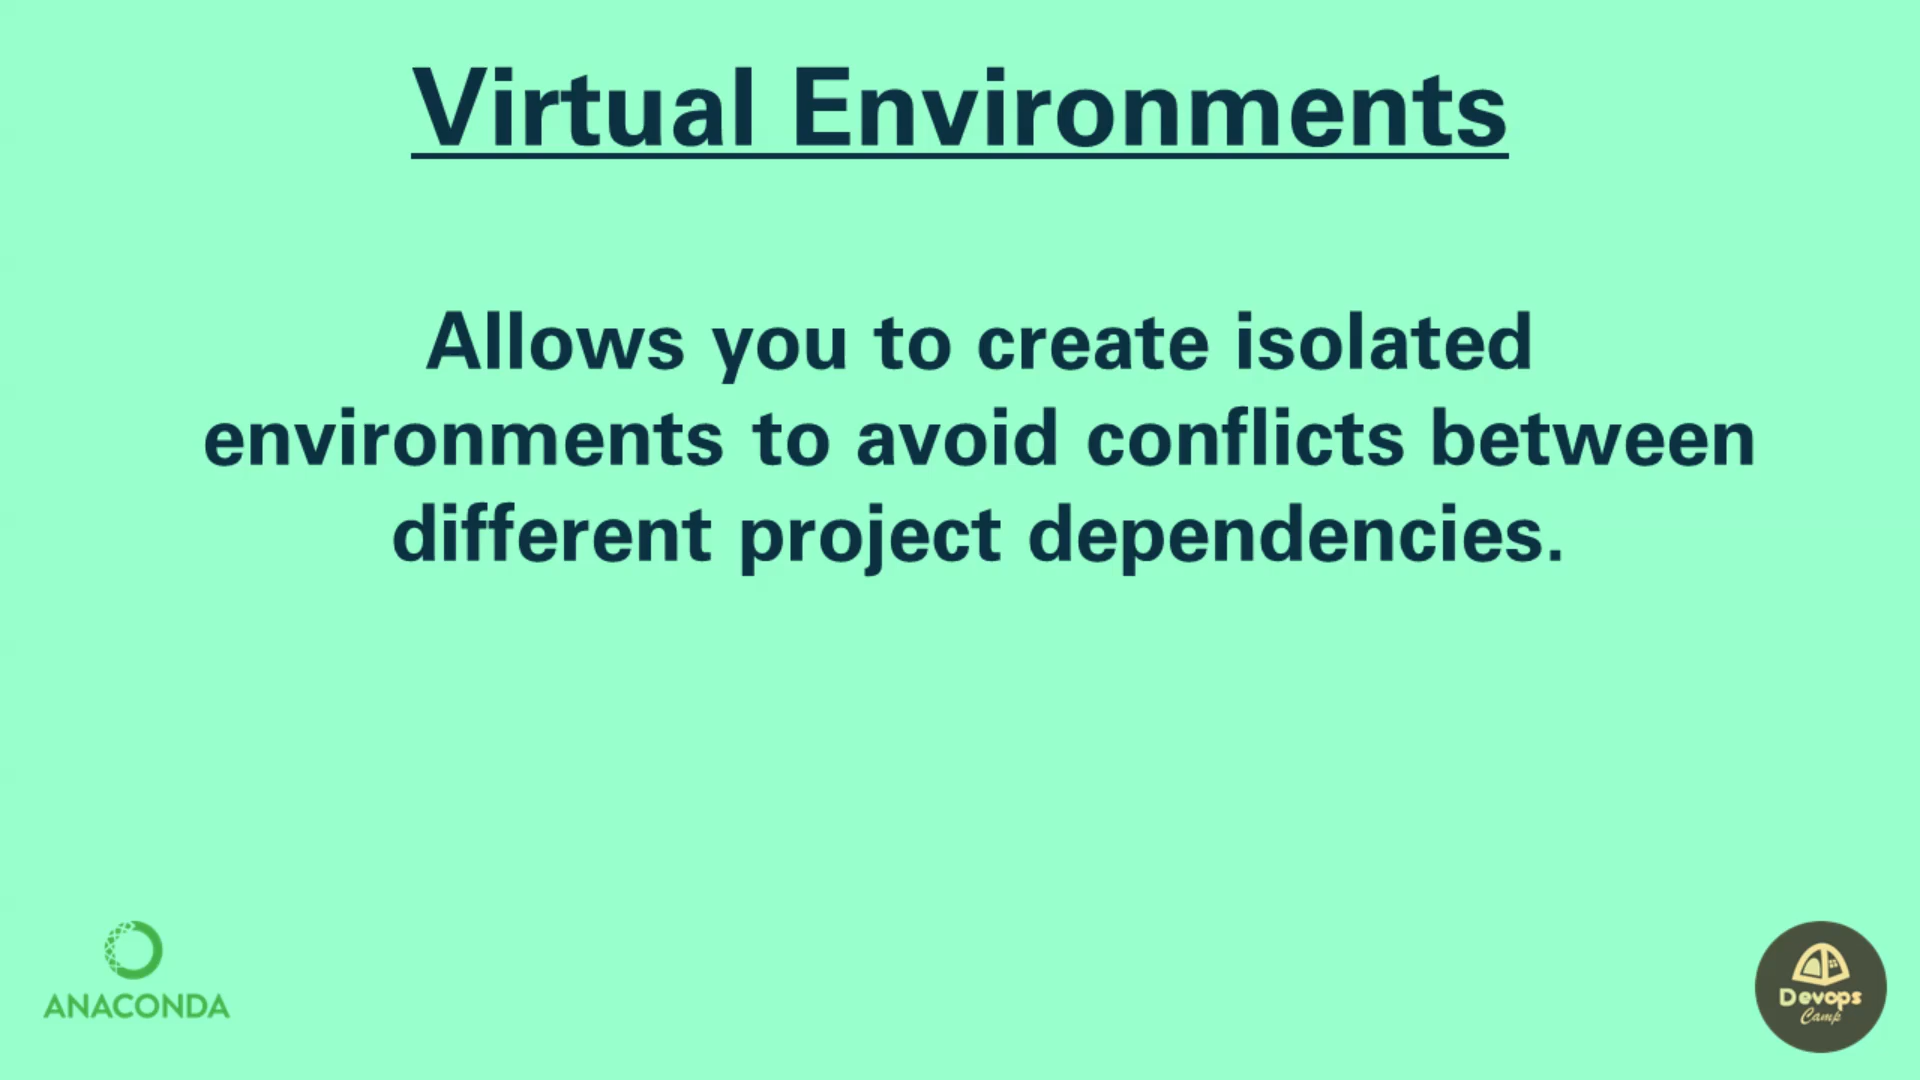 Virtual Environments
Allows you to create isolated
environments to avoid conflicts between
different project dependencies.
ANACONDA
Devops
Camp